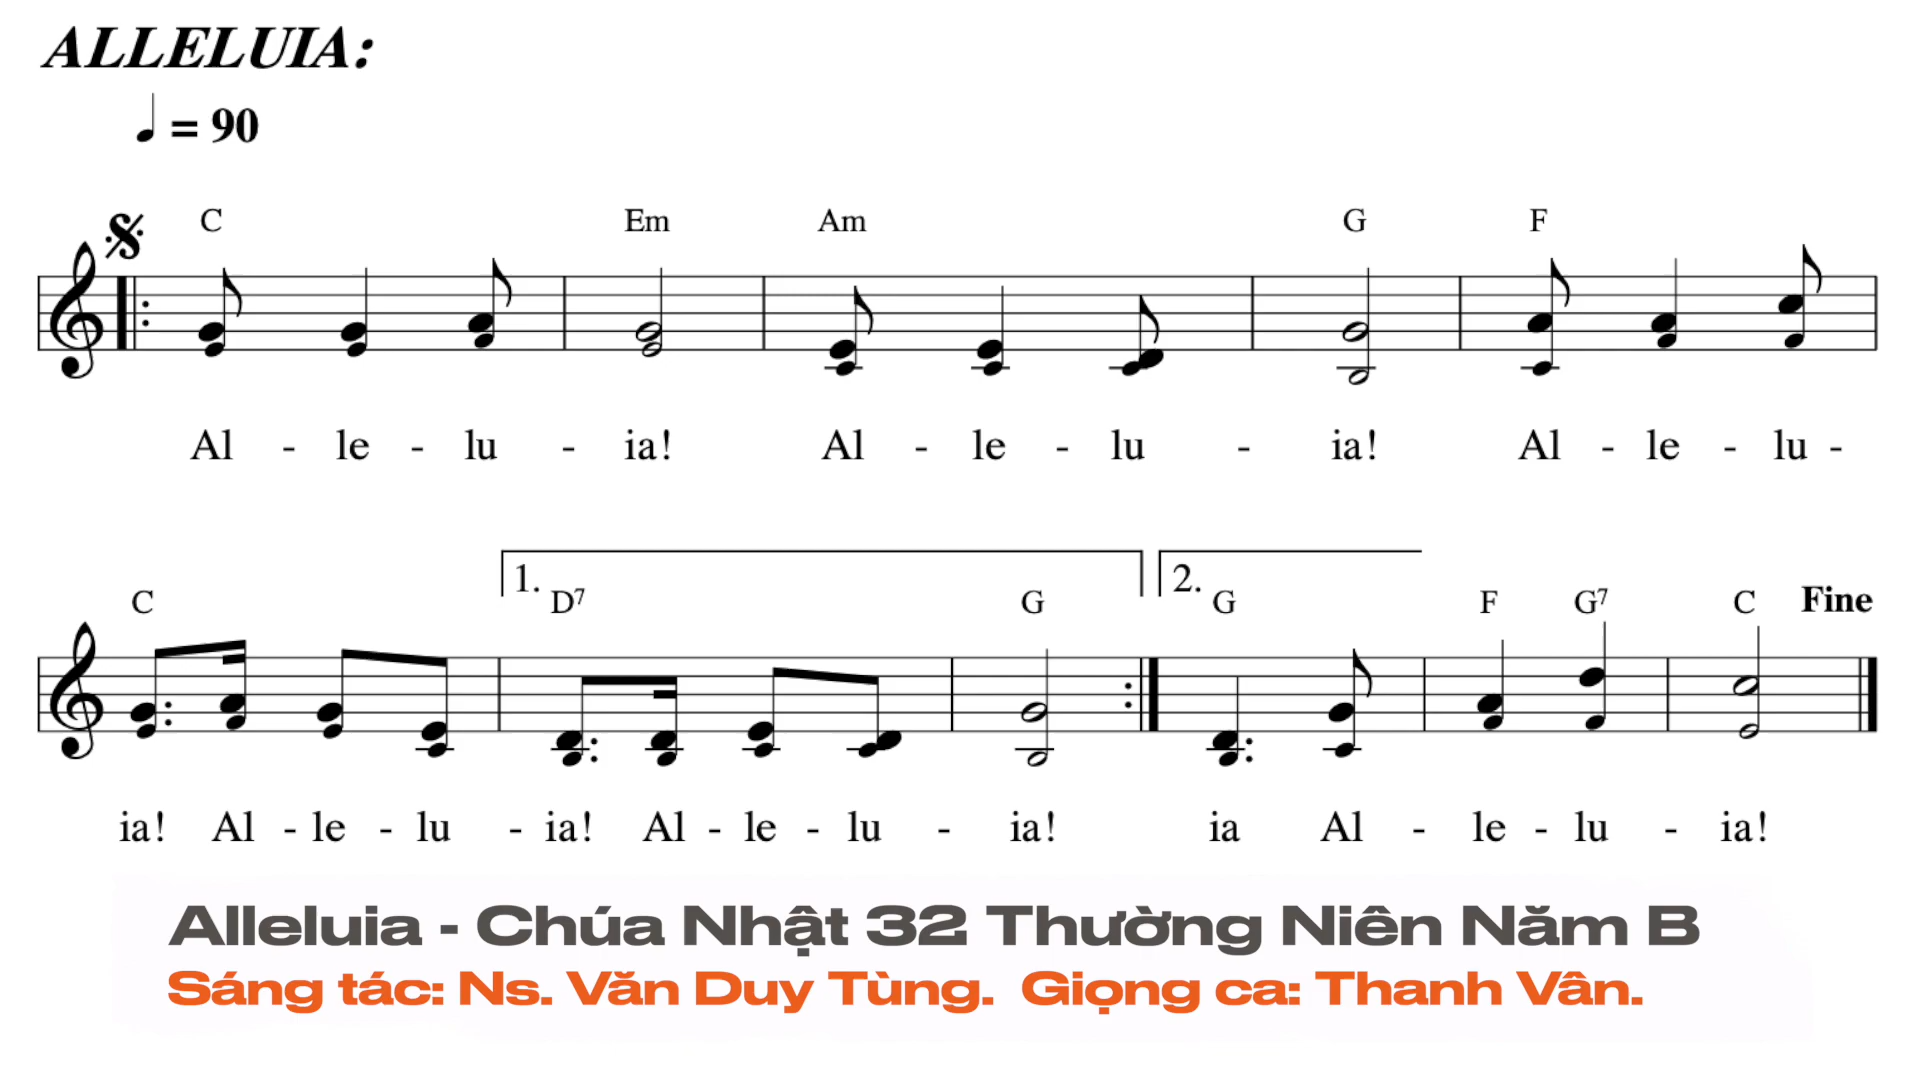 ALLELUIA:
♩ = 90
C Em Am G F
Al - le - lu - ia! Al - le - lu - ia! Al - le - lu -
1. 2.
C D7 G G F G7 C Fine
ia! Al - le - lu - ia! Al - le - lu - ia! ia Al - le - lu - ia!
Alleluia - Chúa Nhật 32 Thường Niên Năm B
Sáng tác: Ns. Văn Duy Tùng. Giọng ca: Thanh Vân.